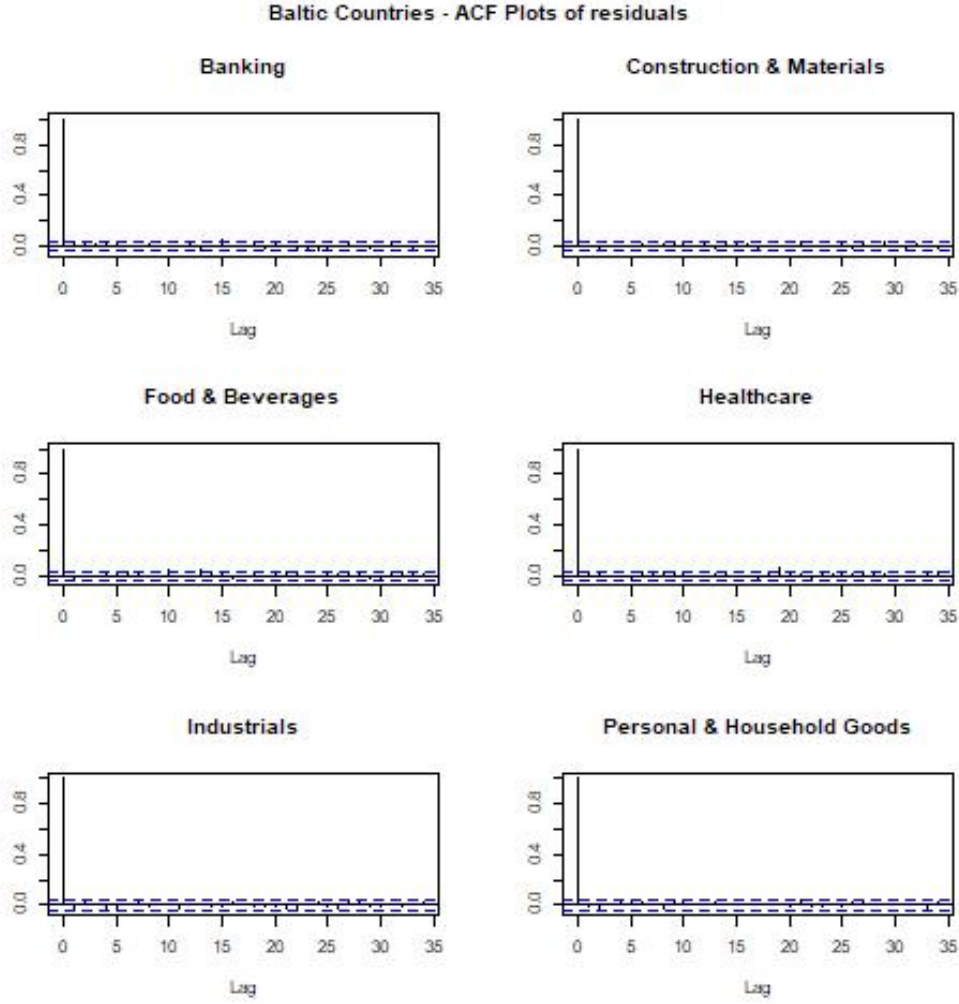 Baltic Countries - ACF Plots of residuals
Banking
0.0 0.4 0.8
0 5 10 15 20 25 30 35
Lag
Construction & Materials
0.0 0.4 0.8
0 5 10 15 20 25 30 35
Lag
Food & Beverages
0.0 0.4 0.8
0 5 10 15 20 25 30 35
Lag
Healthcare
0.0 0.4 0.8
0 5 10 15 20 25 30 35
Lag
Industrials
0.0 0.4 0.8
0 5 10 15 20 25 30 35
Lag
Personal & Household Goods
0.0 0.4 0.8
0 5 10 15 20 25 30 35
Lag